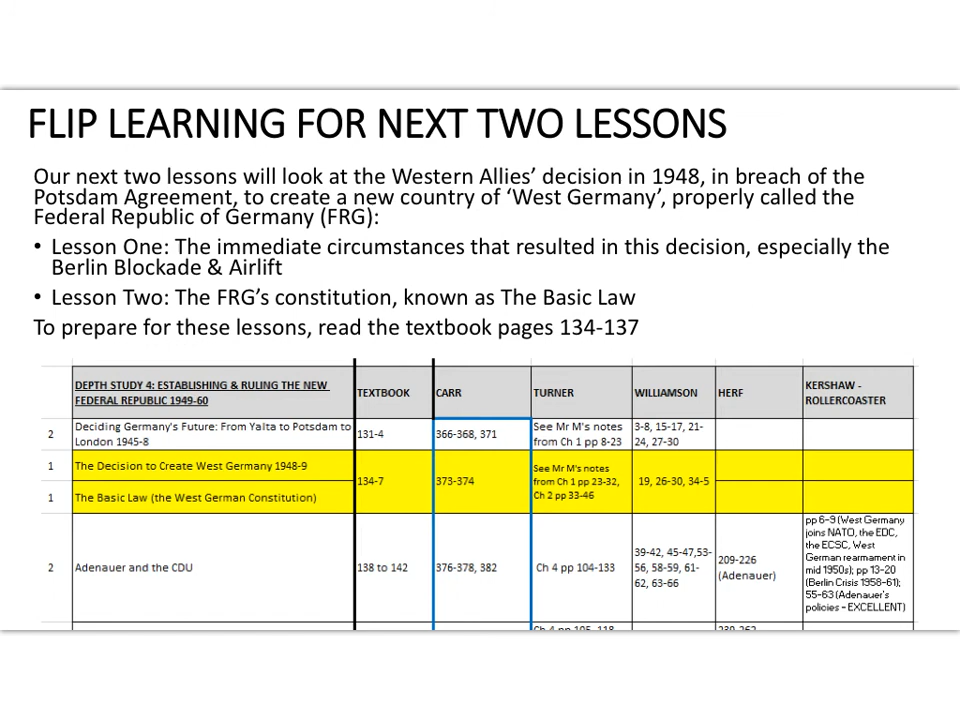 FLIP LEARNING FOR NEXT TWO LESSONS
Our next two lessons will look at the Western Allies’ decision in 1948, in breach of the
Potsdam Agreement, to create a new country of ‘West Germany’, properly called the
Federal Republic of Germany (FRG):
• Lesson One: The immediate circumstances that resulted in this decision, especially the
Berlin Blockade & Airlift
• Lesson Two: The FRG’s constitution, known as The Basic Law
To prepare for these lessons, read the textbook pages 134-137
DEPTH STUDY 4: ESTABLISHING & RULING THE NEW
FEDERAL REPUBLIC 1949-60
TEXTBOOK
CARR
TURNER
WILLIAMSON
HERF
KERSHAW -
ROLLERCOASTER
2
Deciding Germany's Future: From Yalta to Potsdam to
London 1945-8
131-4
366-368, 371
See Mr M's notes
from Ch 1 pp 8-23
3-8, 15-17, 21-
24, 27-30
1
The Decision to Create West Germany 1948-9
1
The Basic Law (the West German Constitution)
134-7
373-374
See Mr M's notes
from Ch 1 pp 23-32,
Ch 2 pp 33-46
19, 26-30, 34-5
2
Adenauer and the CDU
138 to 142
376-378, 382
Ch 4 pp 104-133
39-42, 45-47,53-
56, 58-59, 61-
62, 63-66
209-226
(Adenauer)
pp 6-9 (West Germany
joins NATO, the EDC,
the ECSC, West
German rearmament in
mid 1950s); pp 13-20
(Berlin Crisis 1958-61);
55-63 (Adenauer's
policies - EXCELLENT)